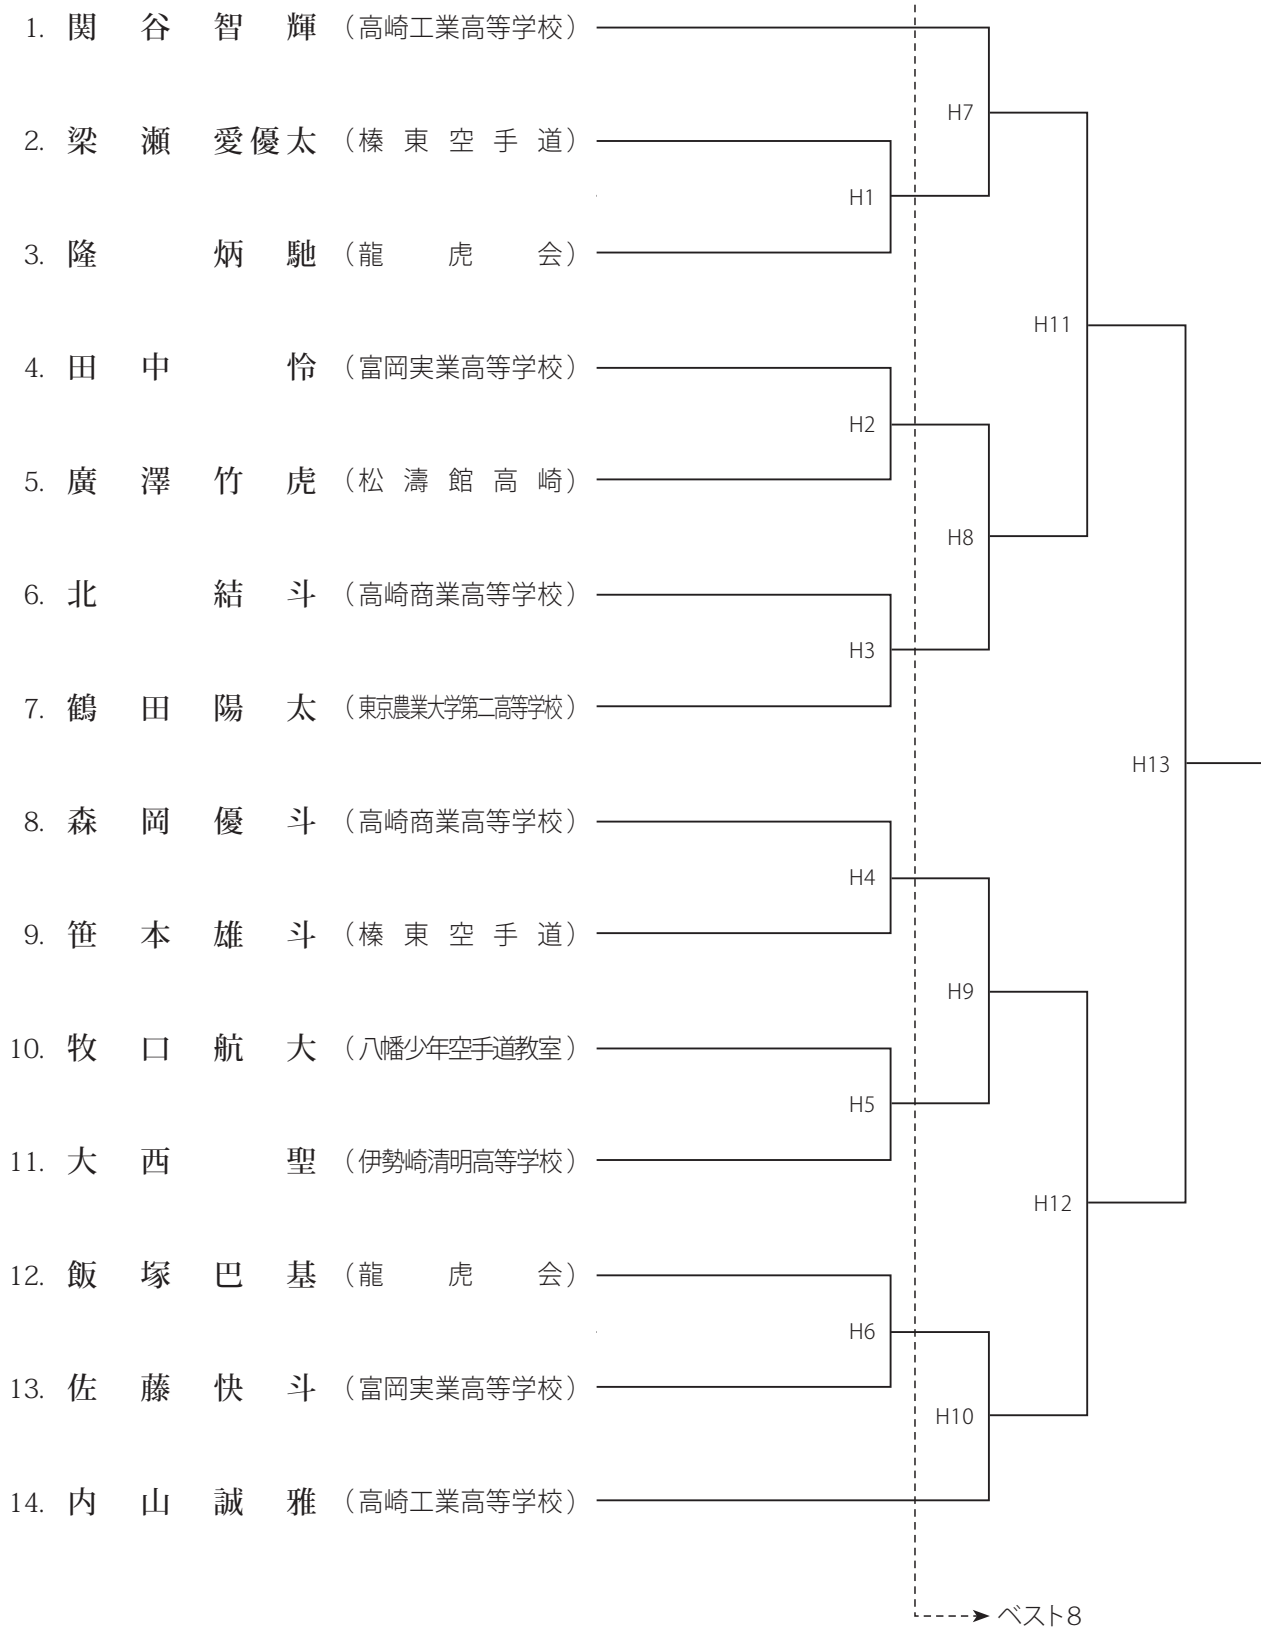 1. 関谷智輝（高崎工業高等学校）
H7
2. 梁瀬愛優太（榛東空手道）
H1
3. 隆炳馳（龍虎会）
H11
4. 田中怜（富岡実業高等学校）
H2
5. 廣澤竹虎（松濤館高崎）
H8
6. 北結斗（高崎商業高等学校）
H3
7. 鶴田陽太（東京農業大学第二高等学校）
H13
8. 森岡優斗（高崎商業高等学校）
H4
9. 笹本雄斗（榛東空手道）
H9
10. 牧口航大（八幡少年空手道教室）
H5
11. 大西聖（伊勢崎清明高等学校）
H12
12. 飯塚巴基（龍虎会）
H6
13. 佐藤快斗（富岡実業高等学校）
H10
14. 内山誠雅（高崎工業高等学校）
ベスト8